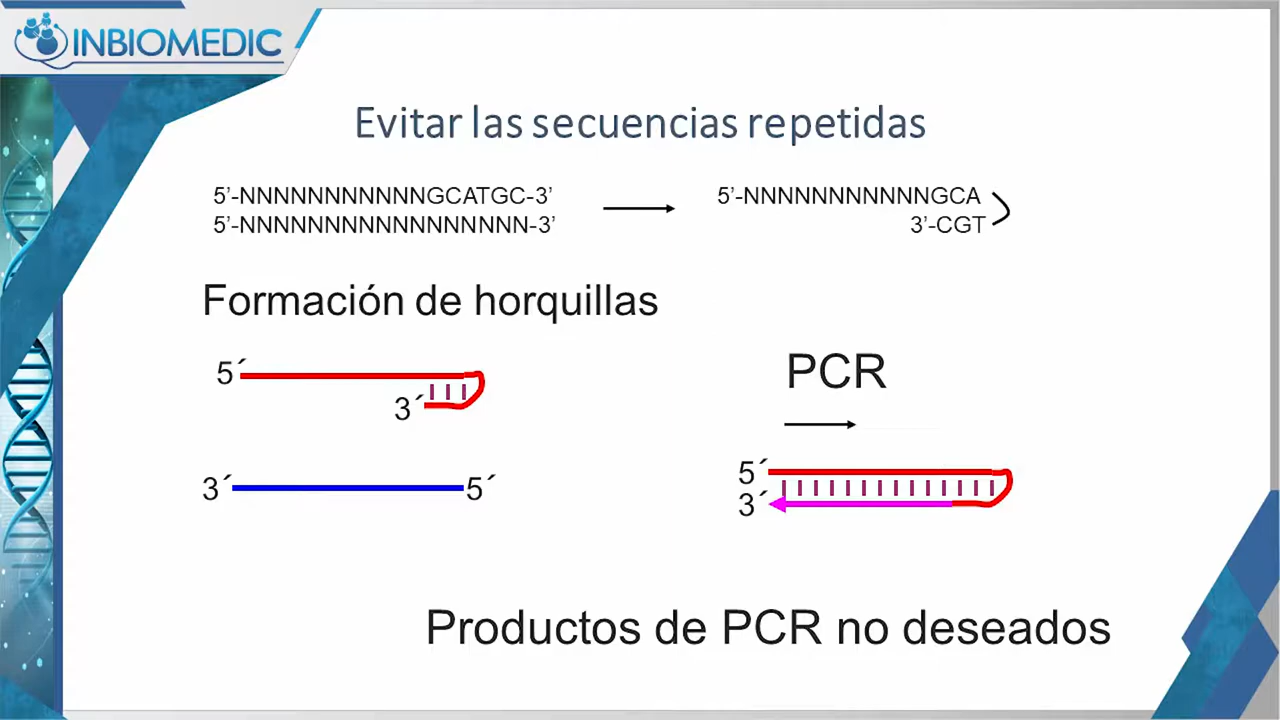 INBIOMEDIC
Evitar las secuencias repetidas
5’-NNNNNNNNNNNGCATGC-3’
5’-NNNNNNNNNNNGCA
5’-NNNNNNNNNNNNNNNNN-3’
3’-CGT
Formación de horquillas
5´
3´
PCR
3´
5´
5´
3´
Productos de PCR no deseados